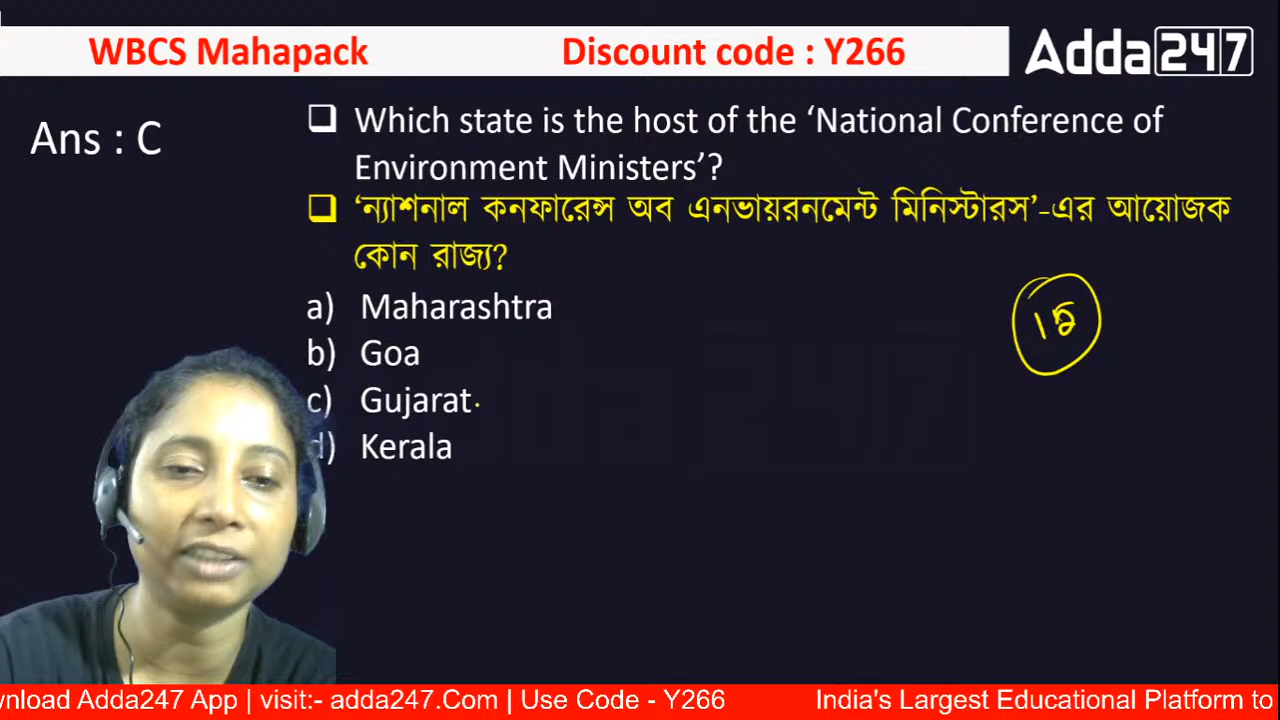 WBCS Mahapack Discount code : Y266 Adda247
Ans : C
Which state is the host of the ‘National Conference of
Environment Ministers’?
‘ন্যাশনাল কনফারেন্স অব এনভায়রনমেন্ট মিনিস্টারস’-এর আয়োজক
কোন রাজ্য?
a) Maharashtra
b) Goa
c) Gujarat
d) Kerala
Adda247 App | visit:- adda247.Com | Use Code - Y266 India's Largest Educational Platform to